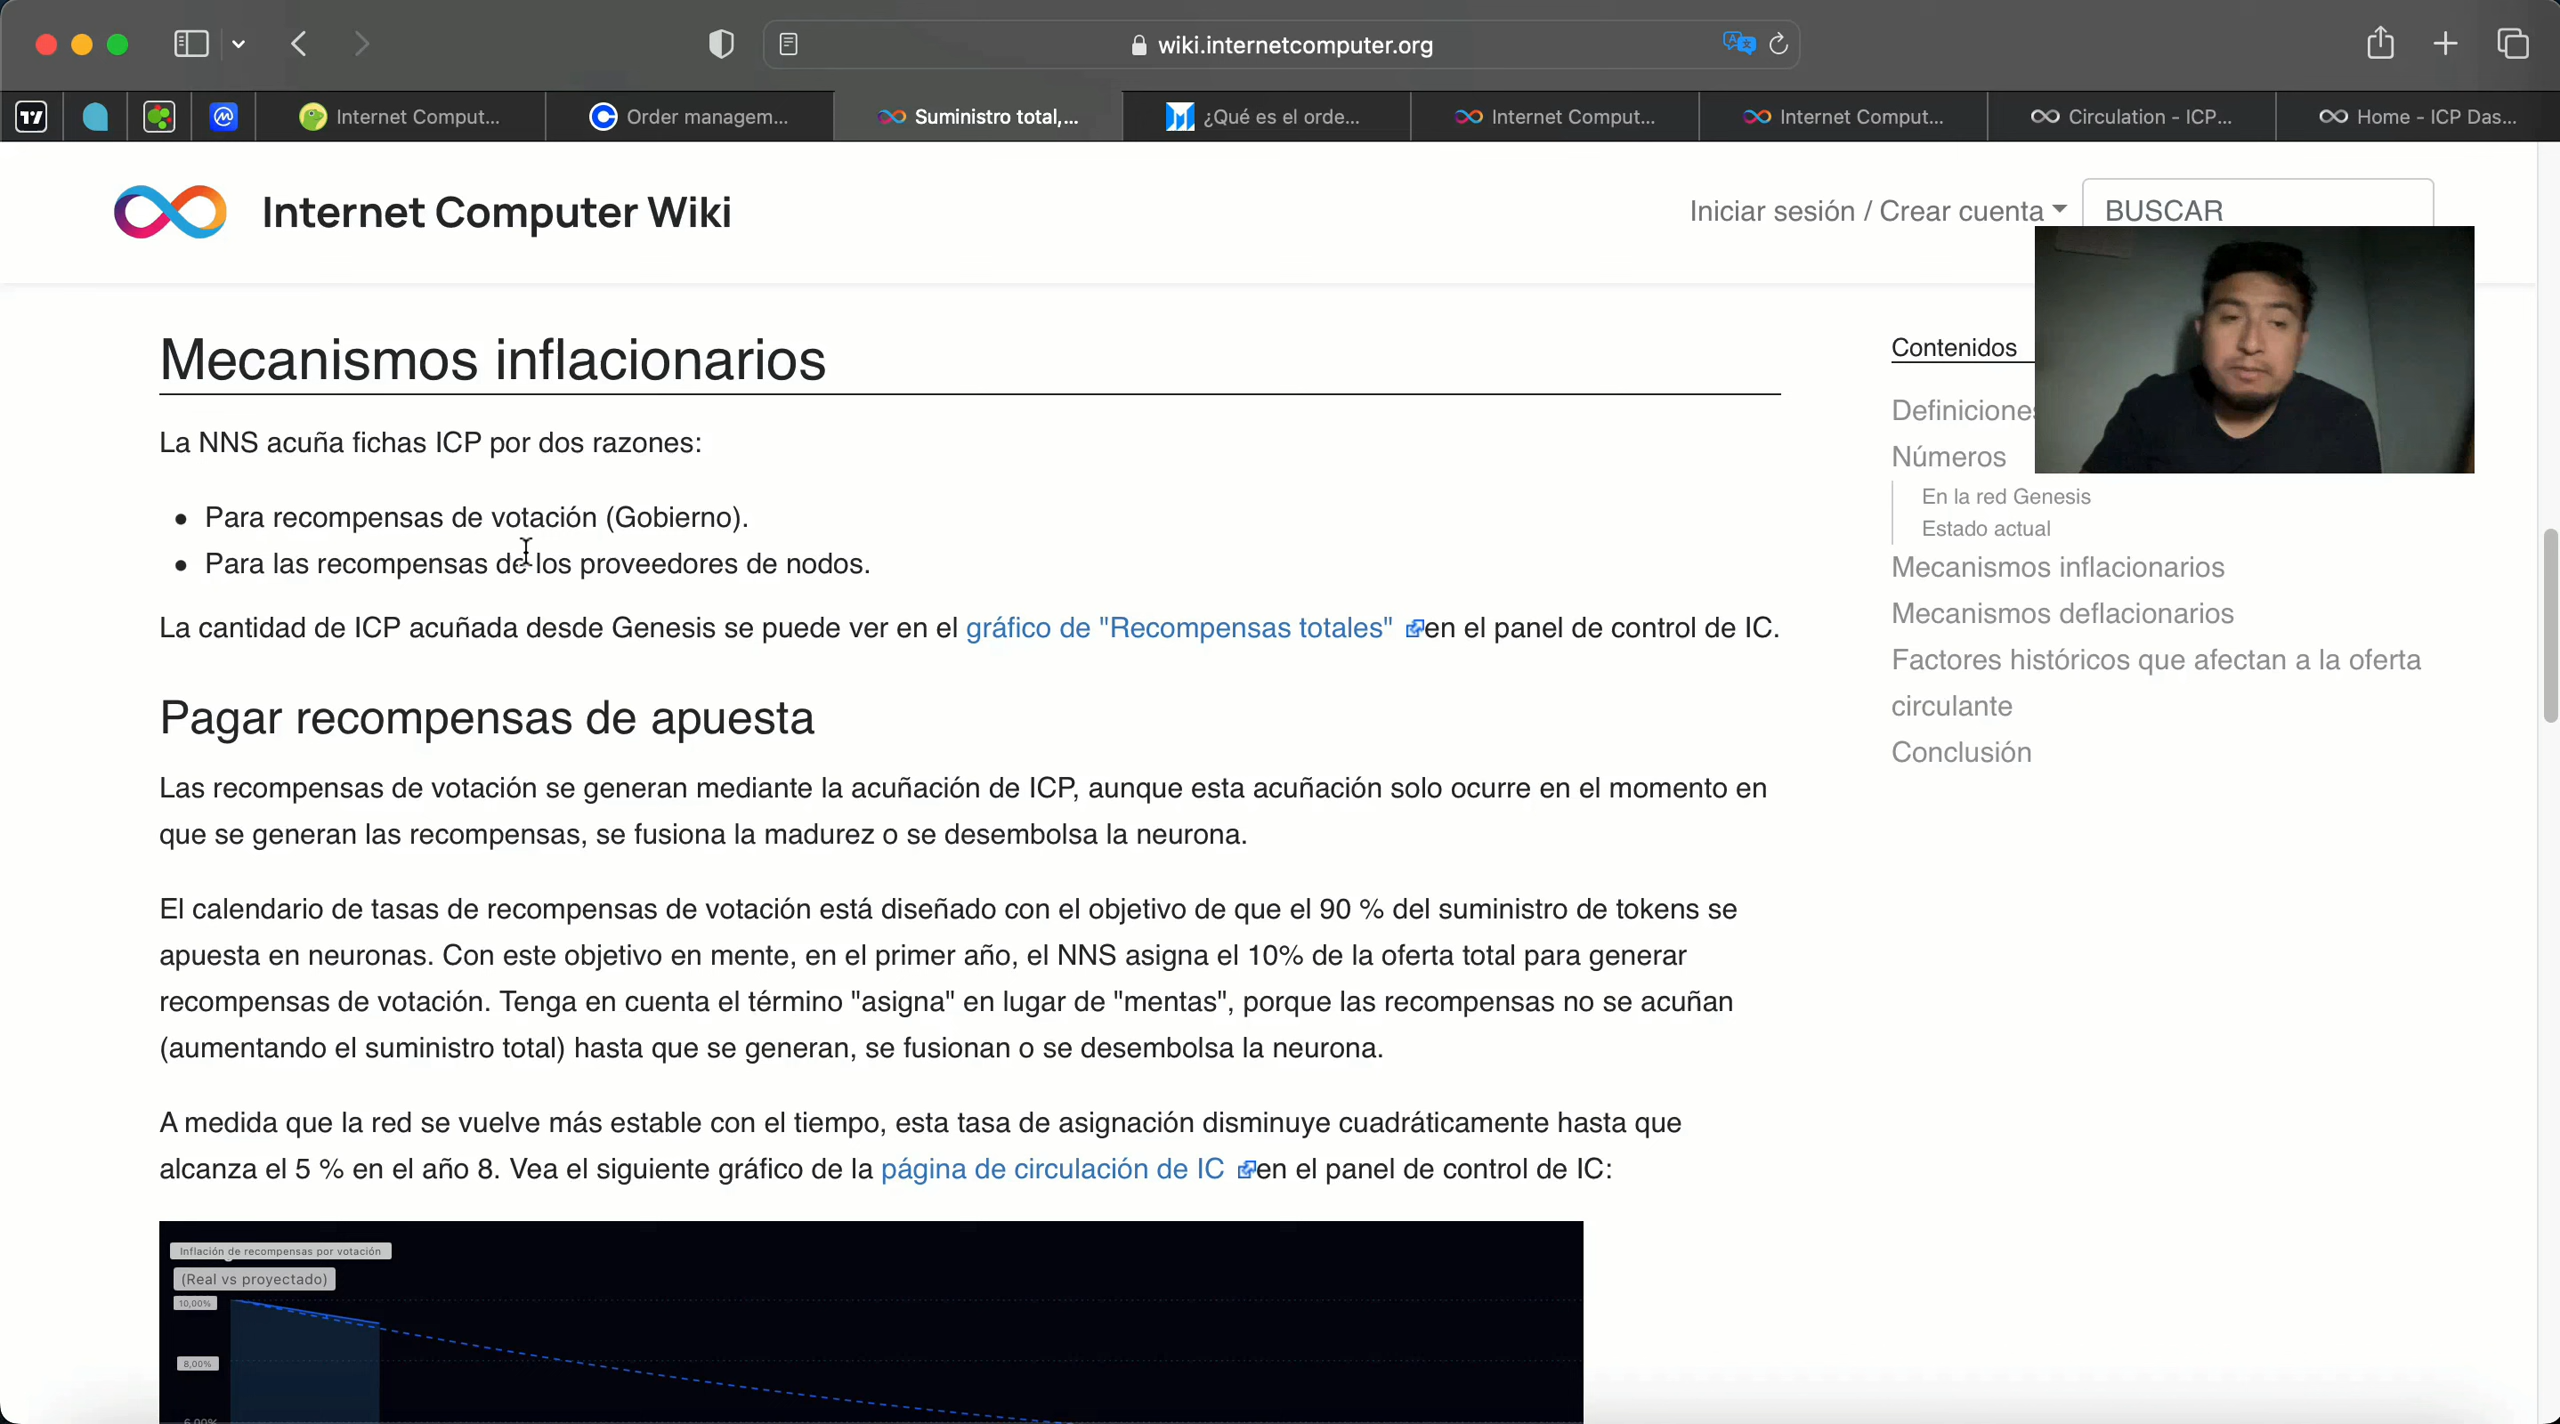 wiki.internetcomputer.org
Internet Comput...
Order managem...
Suministro total,...
¿Qué es el orde...
Internet Comput...
Internet Comput...
Circulation - ICP...
Home - ICP Das...
Internet Computer Wiki
Iniciar sesión / Crear cuenta
BUSCAR
Mecanismos inflacionarios
La NNS acuña fichas ICP por dos razones:
• Para recompensas de votación (Gobierno).
• Para las recompensas de los proveedores de nodos.
La cantidad de ICP acuñada desde Genesis se puede ver en el gráfico de "Recompensas totales" en el panel de control de IC.
Pagar recompensas de apuesta
Las recompensas de votación se generan mediante la acuñación de ICP, aunque esta acuñación solo ocurre en el momento en
que se generan las recompensas, se fusiona la madurez o se desembolsa la neurona.
El calendario de tasas de recompensas de votación está diseñado con el objetivo de que el 90 % del suministro de tokens se
apuesta en neuronas. Con este objetivo en mente, en el primer año, el NNS asigna el 10% de la oferta total para generar
recompensas de votación. Tenga en cuenta el término "asigna" en lugar de "mentas", porque las recompensas no se acuñan
(aumentando el suministro total) hasta que se generan, se fusionan o se desembolsa la neurona.
A medida que la red se vuelve más estable con el tiempo, esta tasa de asignación disminuye cuadráticamente hasta que
alcanza el 5 % en el año 8. Vea el siguiente gráfico de la página de circulación de IC en el panel de control de IC:
Inflación de recompensas por votación
(Real vs proyectado)
10,00%
8,00%
6,00%
Contenidos
Definiciones
Números
En la red Genesis
Estado actual
Mecanismos inflacionarios
Mecanismos deflacionarios
Factores históricos que afectan a la oferta
circulante
Conclusión